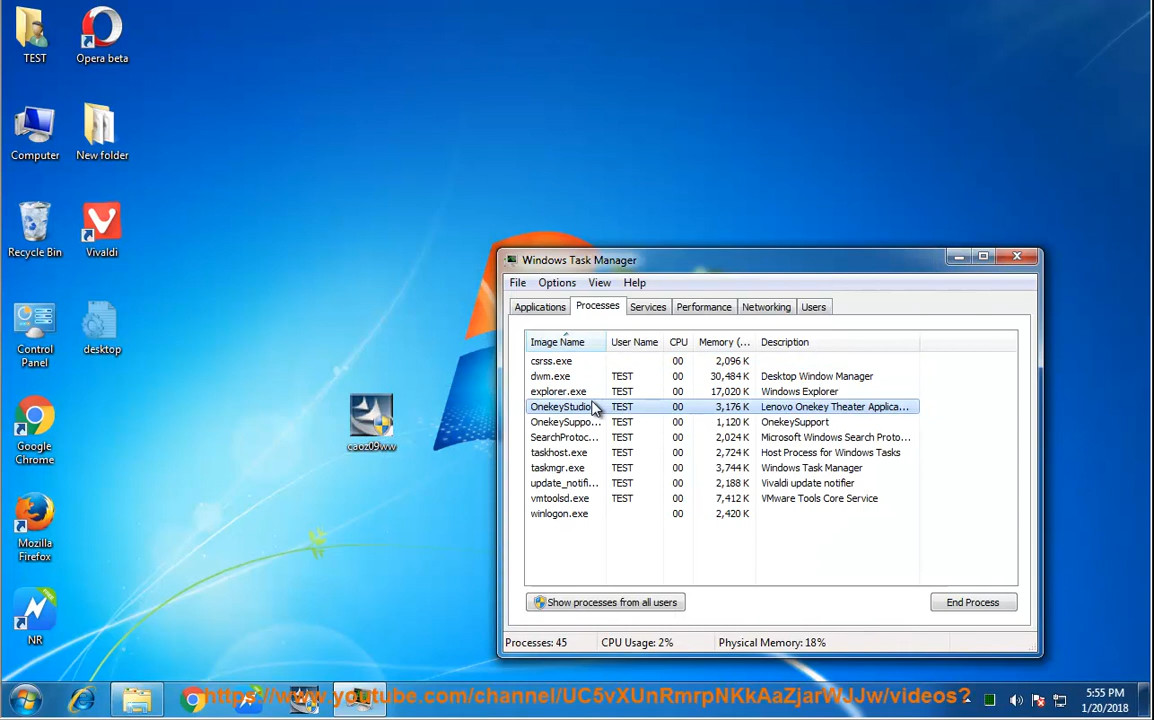 TEST
Opera beta
Computer
New folder
Recycle Bin
Vivaldi
Control
Panel
desktop
Google
Chrome
Mozilla
Firefox
NR
caoz09ww
Windows Task Manager
File Options View Help
Applications Processes Services Performance Networking Users
Image Name User Name CPU Memory (... Description
csrss.exe 00 2,096 K
dwm.exe TEST 00 30,484 K Desktop Window Manager
explorer.exe TEST 00 17,020 K Windows Explorer
OnekeyStudio TEST 00 3,176 K Lenovo Onekey Theater Applica...
OnekeySuppo... TEST 00 1,120 K OnekeySupport
SearchProtoc... TEST 00 2,024 K Microsoft Windows Search Proto...
taskhost.exe TEST 00 2,724 K Host Process for Windows Tasks
taskmgr.exe TEST 00 3,744 K Windows Task Manager
update_notifi... TEST 00 2,188 K Vivaldi update notifier
vmtoolsd.exe TEST 00 7,412 K VMware Tools Core Service
winlogon.exe 00 2,420 K
Show processes from all users End Process
Processes: 45 CPU Usage: 2% Physical Memory: 18%
https://www.youtube.com/channel/UC5vXUnRmrpNKkAaZjarWJJw/videos?
5:55 PM
1/20/2018